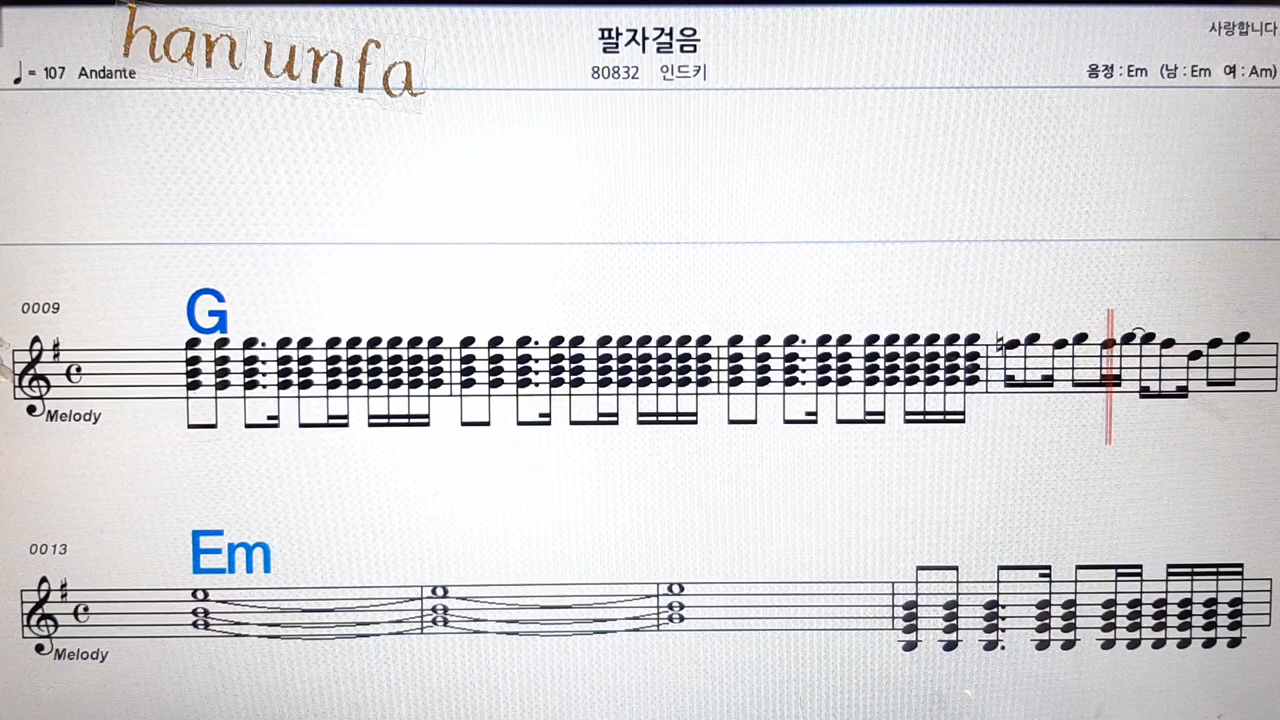 han unfa
팔자걸음
사랑합니다
♩= 107 Andante
80832 인드키
음정 : Em (남 : Em 여 : Am)
0009
G
Melody
0013
Em
Melody